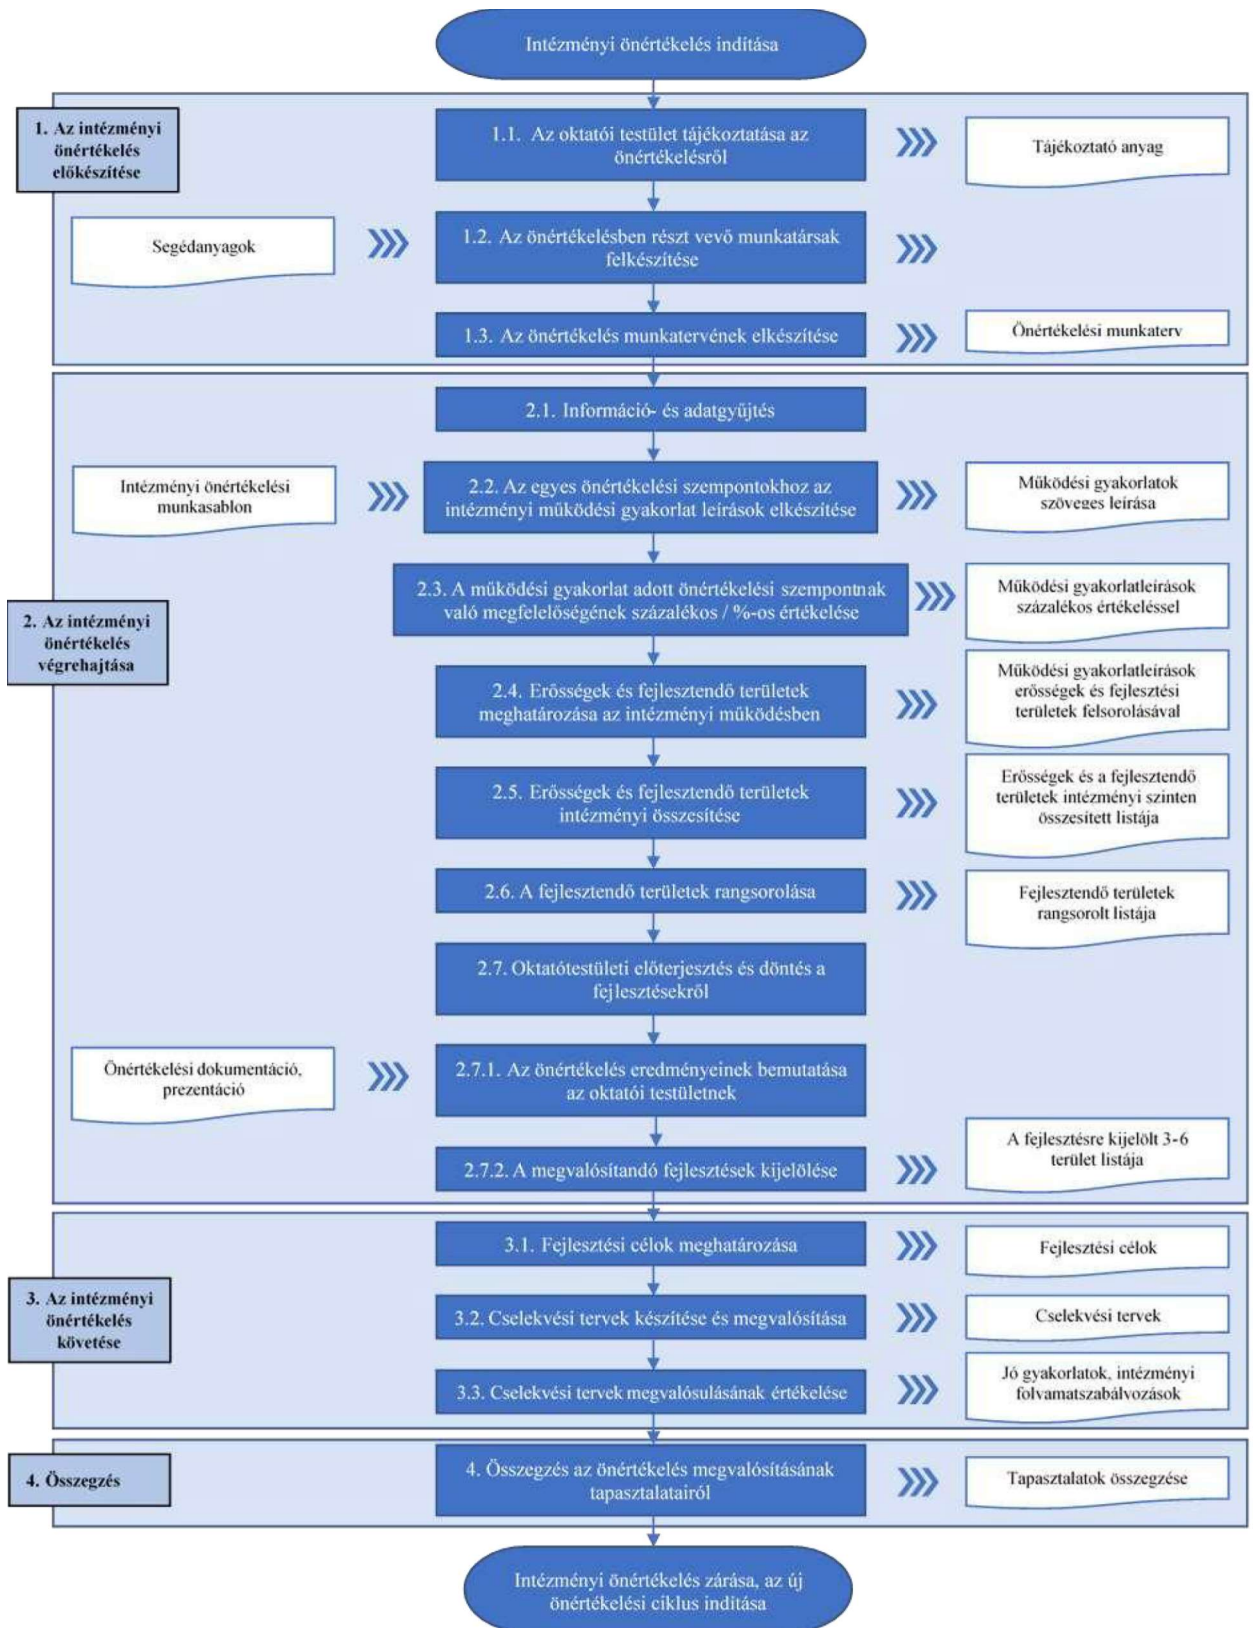 Intézményi önértékelés indítása
1. Az intézményi
önértékelés
előkészítése
1.1. Az oktatói testület tájékoztatása az
önértékelésről
Tájékoztató anyag
Segédanyagok
1.2. Az önértékelésben részt vevő munkatársak
felkészítése
1.3. Az önértékelés munkatervének elkészítése
Önértékelési munkaterv
2. Az intézményi
önértékelés
végrehajtása
2.1. Információ- és adatgyűjtés
Intézményi önértékelési
munkasablon
2.2. Az egyes önértékelési szempontokhoz az
intézményi működési gyakorlat leírások elkészítése
Működési gyakorlatok
szöveges leírása
2.3. A működési gyakorlat adott önértékelési szempontnak
való megfelelőségének százalékos / %-os értékelése
Működési gyakorlatleírások
százalékos értékeléssel
2.4. Erősségek és fejlesztendő területek
meghatározása az intézményi működésben
Működési gyakorlatleírások
erősségek és fejlesztési
területek felsorolásával
2.5. Erősségek és fejlesztendő területek
intézményi összesítése
Erősségek és a fejlesztendő
területek intézményi szinten
összesített listája
2.6. A fejlesztendő területek rangsorolása
Fejlesztendő területek
rangsorolt listája
2.7. Oktatótestületi előterjesztés és döntés a
fejlesztésekről
Önértékelési dokumentáció,
prezentáció
2.7.1. Az önértékelés eredményeinek bemutatása
az oktatói testületnek
2.7.2. A megvalósítandó fejlesztések kijelölése
A fejlesztésre kijelölt 3-6
terület listája
3. Az intézményi
önértékelés
követése
3.1. Fejlesztési célok meghatározása
Fejlesztési célok
3.2. Cselekvési tervek készítése és megvalósítása
Cselekvési tervek
3.3. Cselekvési tervek megvalósulásának értékelése
Jó gyakorlatok, intézményi
folyamatszabályozások
4. Összegzés
4. Összegzés az önértékelés megvalósításának
tapasztalatairól
Tapasztalatok összegzése
Intézményi önértékelés zárása, az új
önértékelési ciklus indítása